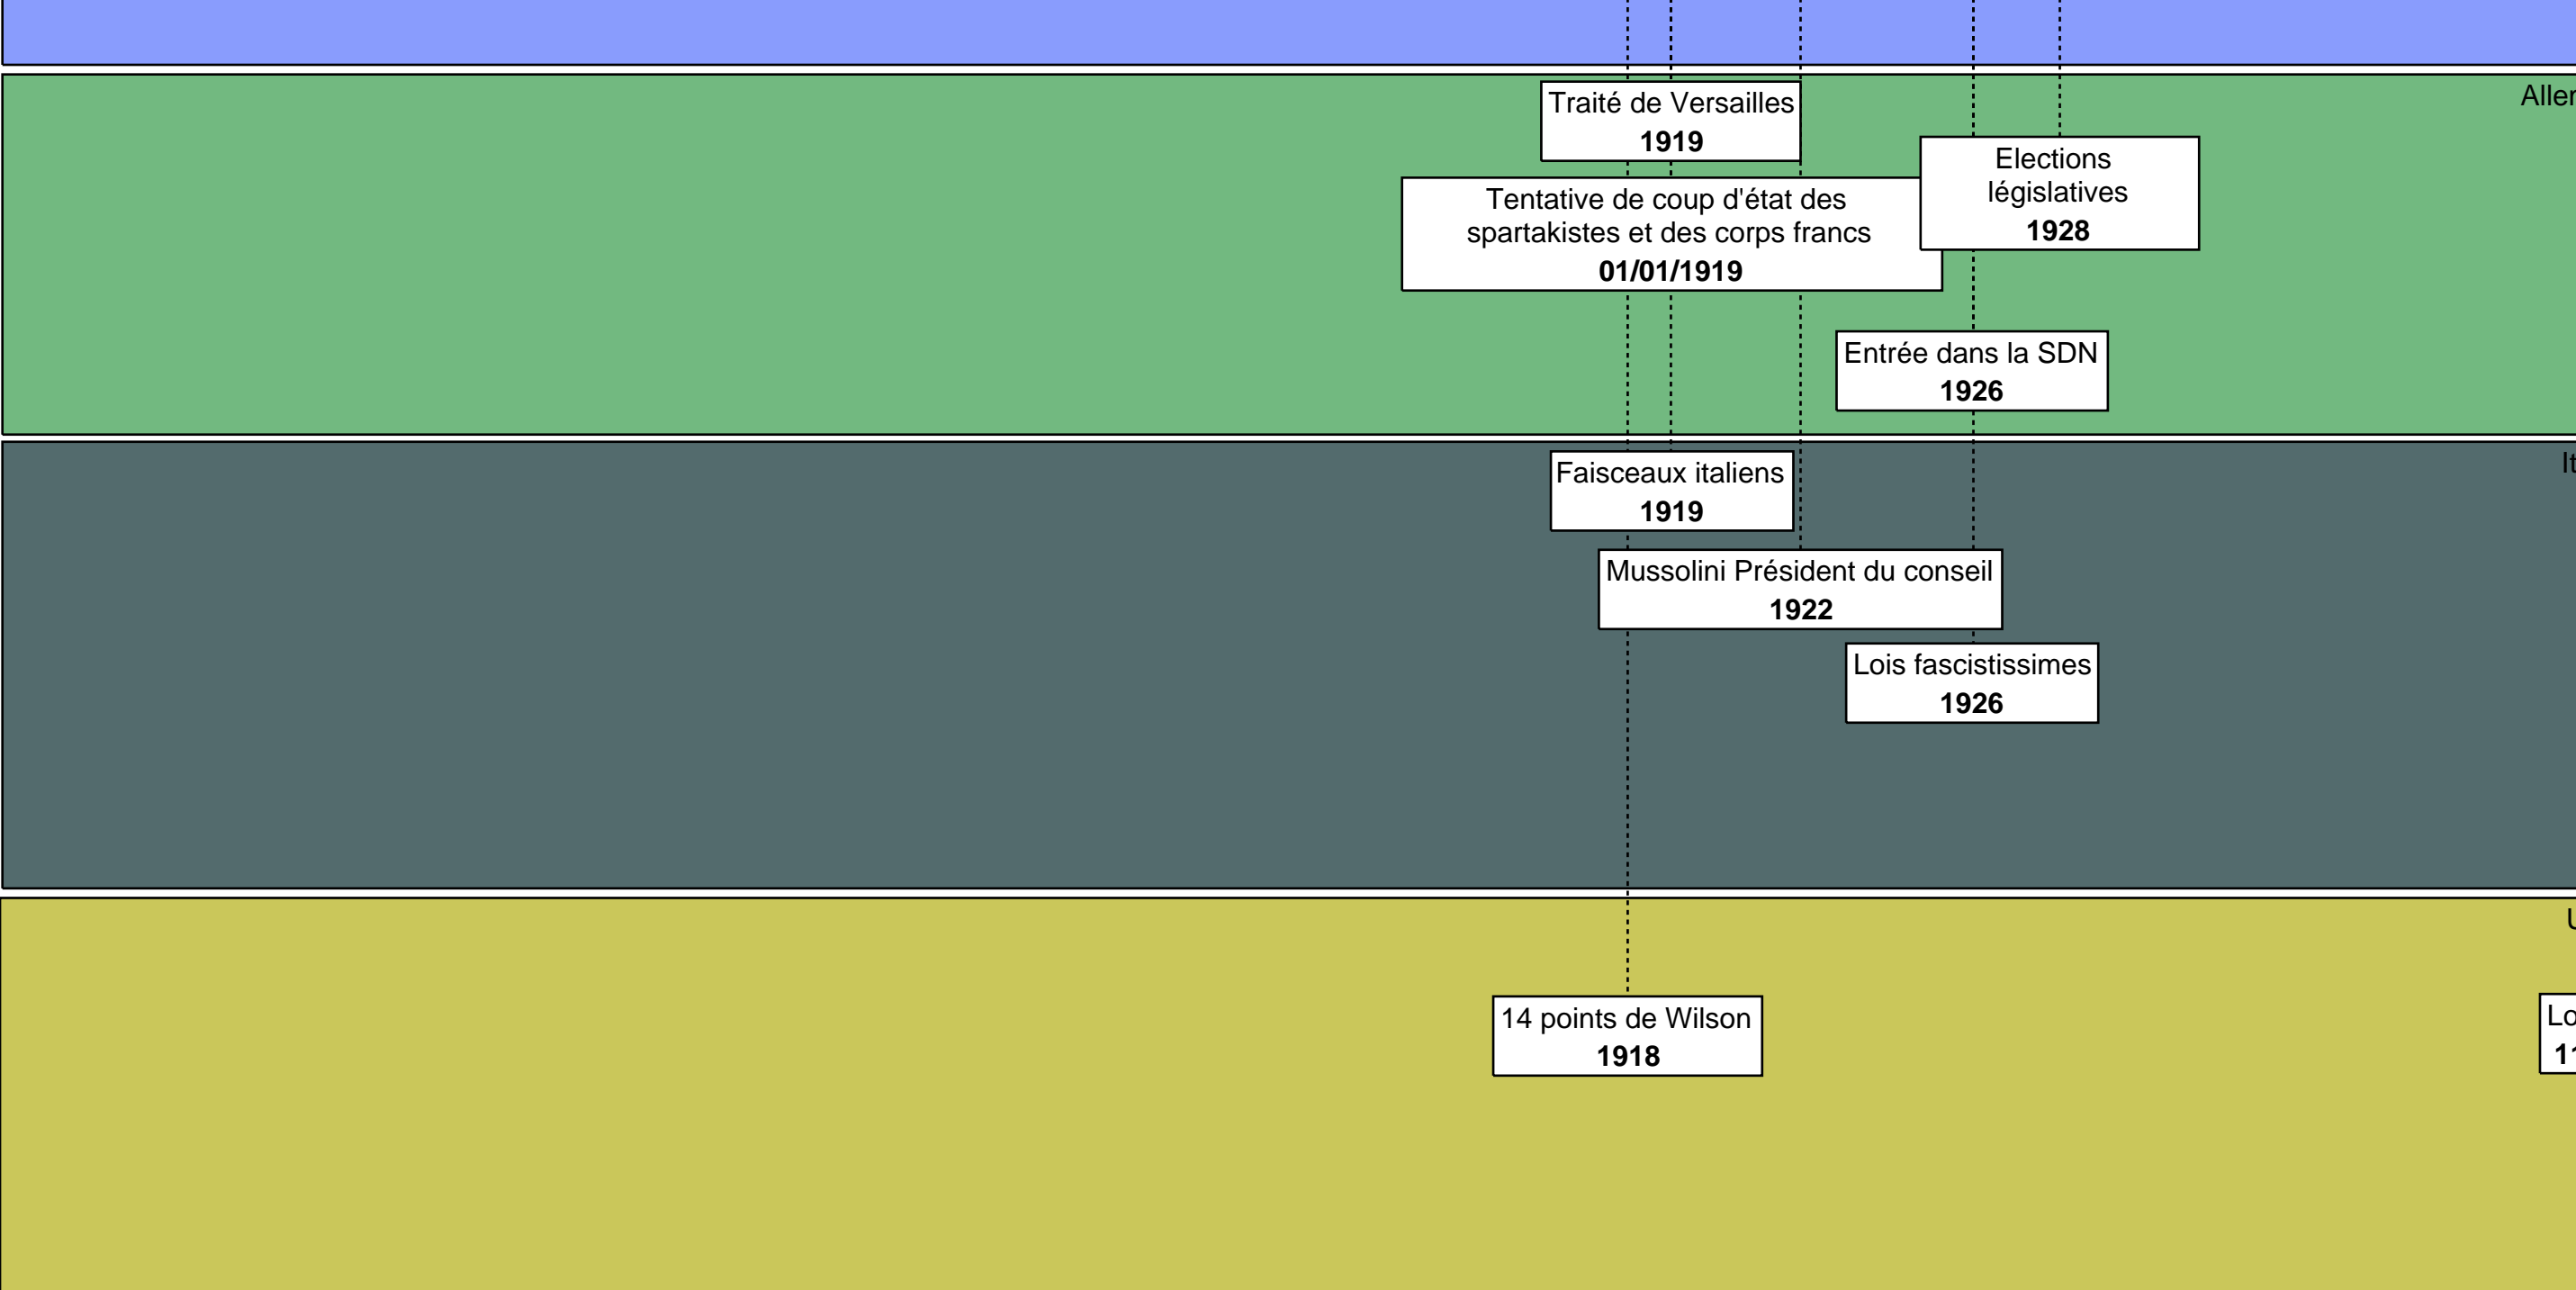 Traité de Versailles
1919
Tentative de coup d'état des
spartakistes et des corps francs
01/01/1919
Elections
législatives
1928
Entrée dans la SDN
1926
Faisceaux italiens
1919
Mussolini Président du conseil
1922
Lois fascistissimes
1926
14 points de Wilson
1918